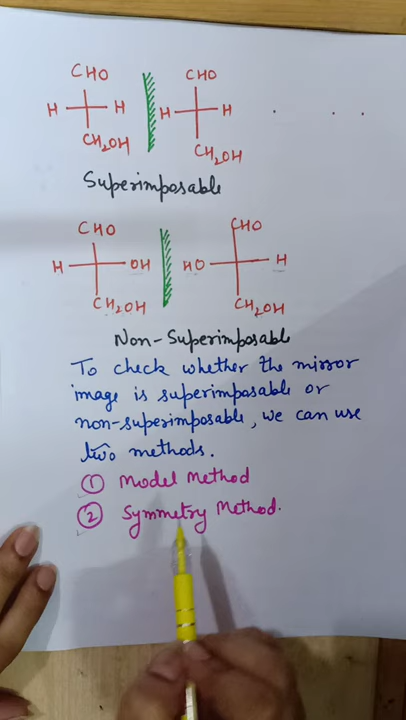 CHO CHO
H H H H
CH2OH CH2OH
Superimposable
CHO CHO
H OH HO H
CH2OH CH2OH
Non-Superimposable
To check whether the mirror
image is superimposable or
non-superimposable, we can use
two methods.
① Model Method
② Symmetry Method.